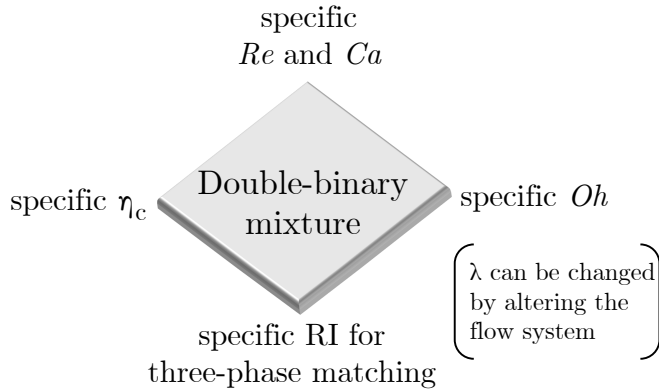 specific
Re and Ca
specific ηc
Double-binary
mixture
specific Oh
λ can be changed
by altering the
flow system
specific RI for
three-phase matching